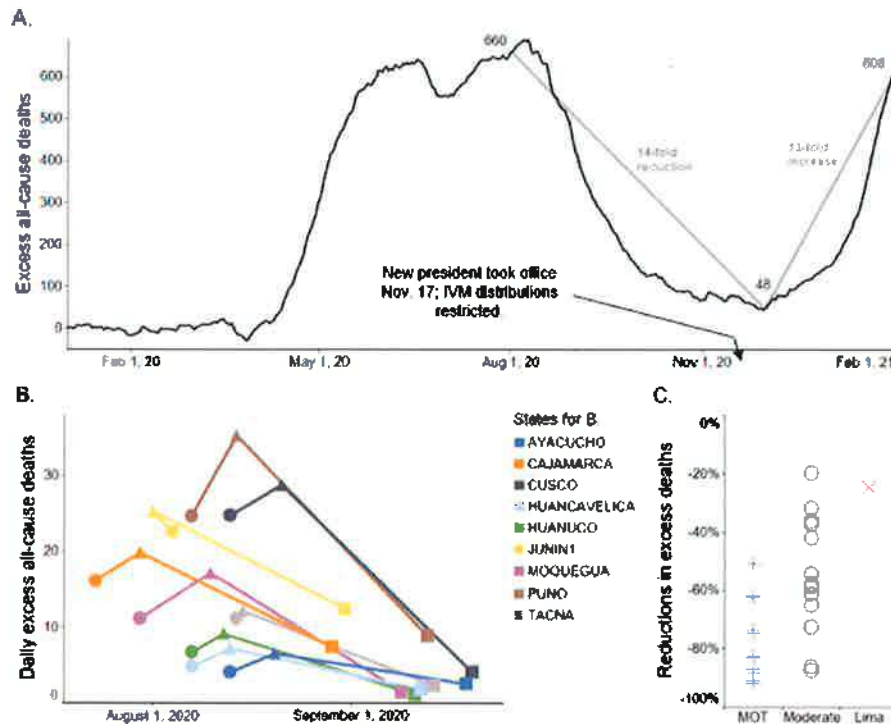 A.
660
608
600
500
400
300
200
100
0
Excess all-cause deaths
14-fold
reduction
11-fold
increase
48
New president took office
Nov. 17; IVM distributions
restricted
Feb 1, 20
May 1, 20
Aug 1, 20
Nov 1, 20
Feb 1, 21
B.
30
20
10
0
Daily excess all-cause deaths
August 1, 2020
September 1, 2020
States for B.
AYACUCHO
CAJAMARCA
CUSCO
HUANCAVELICA
HUANUCO
JUNIN1
MOQUEGUA
PUNO
TACNA
C.
0%
-20%
-40%
-60%
-80%
-100%
Reductions in excess deaths
MOT
Moderate
Lima